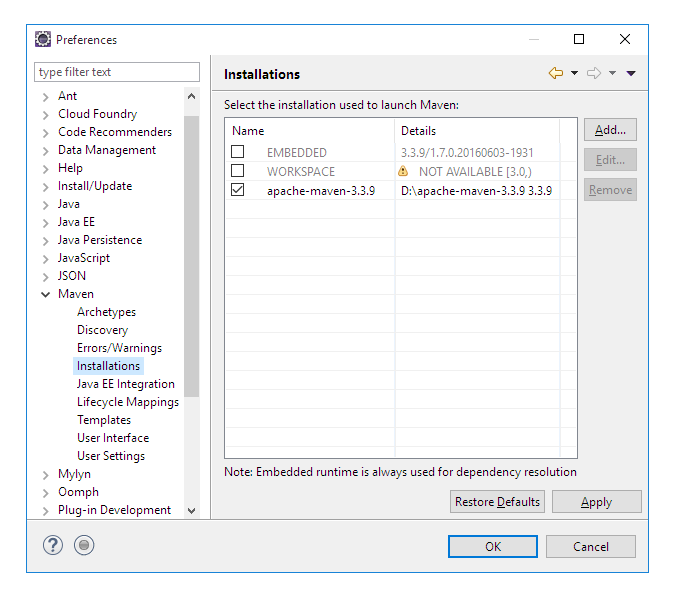 Preferences
type filter text
Ant
Cloud Foundry
Code Recommenders
Data Management
Help
Install/Update
Java
Java EE
Java Persistence
JavaScript
JSON
Maven
Archetypes
Discovery
Errors/Warnings
Installations
Java EE Integration
Lifecycle Mappings
Templates
User Interface
User Settings
Mylyn
Oomph
Plug-in Development
Installations
Select the installation used to launch Maven:
Name Details
EMBEDDED 3.3.9/1.7.0.20160603-1931
WORKSPACE NOT AVAILABLE [3.0,)
apache-maven-3.3.9 D:\apache-maven-3.3.9 3.3.9
Add...
Edit...
Remove
Note: Embedded runtime is always used for dependency resolution
Restore Defaults Apply
OK Cancel